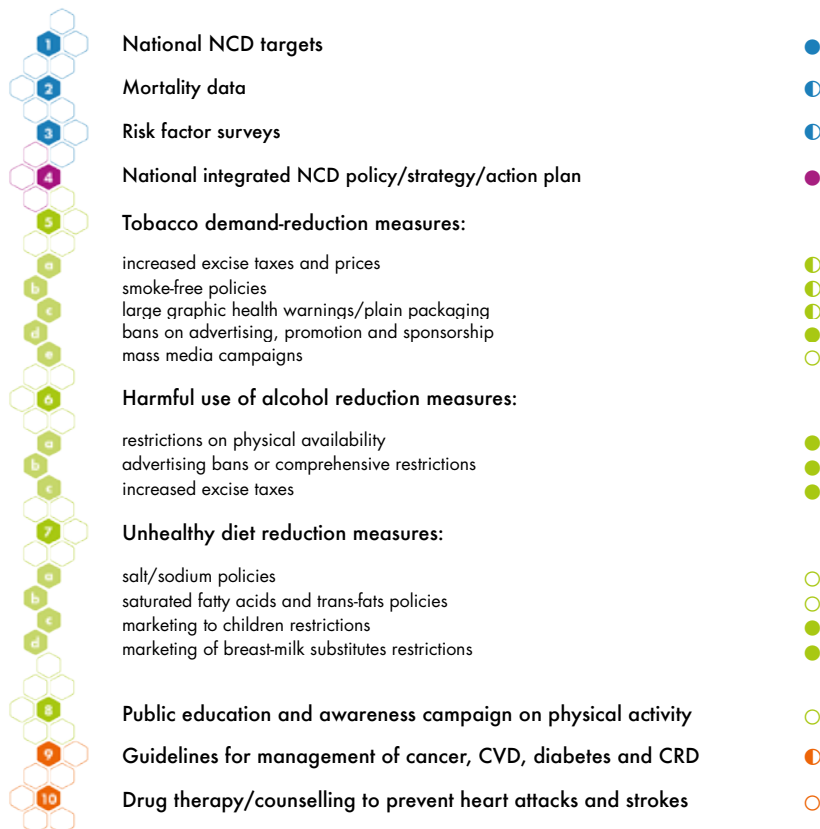 1 National NCD targets
2 Mortality data
3 Risk factor surveys
4 National integrated NCD policy/strategy/action plan
5 Tobacco demand-reduction measures:
a increased excise taxes and prices
b smoke-free policies
c large graphic health warnings/plain packaging
d bans on advertising, promotion and sponsorship
e mass media campaigns
6 Harmful use of alcohol reduction measures:
a restrictions on physical availability
b advertising bans or comprehensive restrictions
c increased excise taxes
7 Unhealthy diet reduction measures:
a salt/sodium policies
b saturated fatty acids and trans-fats policies
c marketing to children restrictions
d marketing of breast-milk substitutes restrictions
8 Public education and awareness campaign on physical activity
9 Guidelines for management of cancer, CVD, diabetes and CRD
10 Drug therapy/counselling to prevent heart attacks and strokes